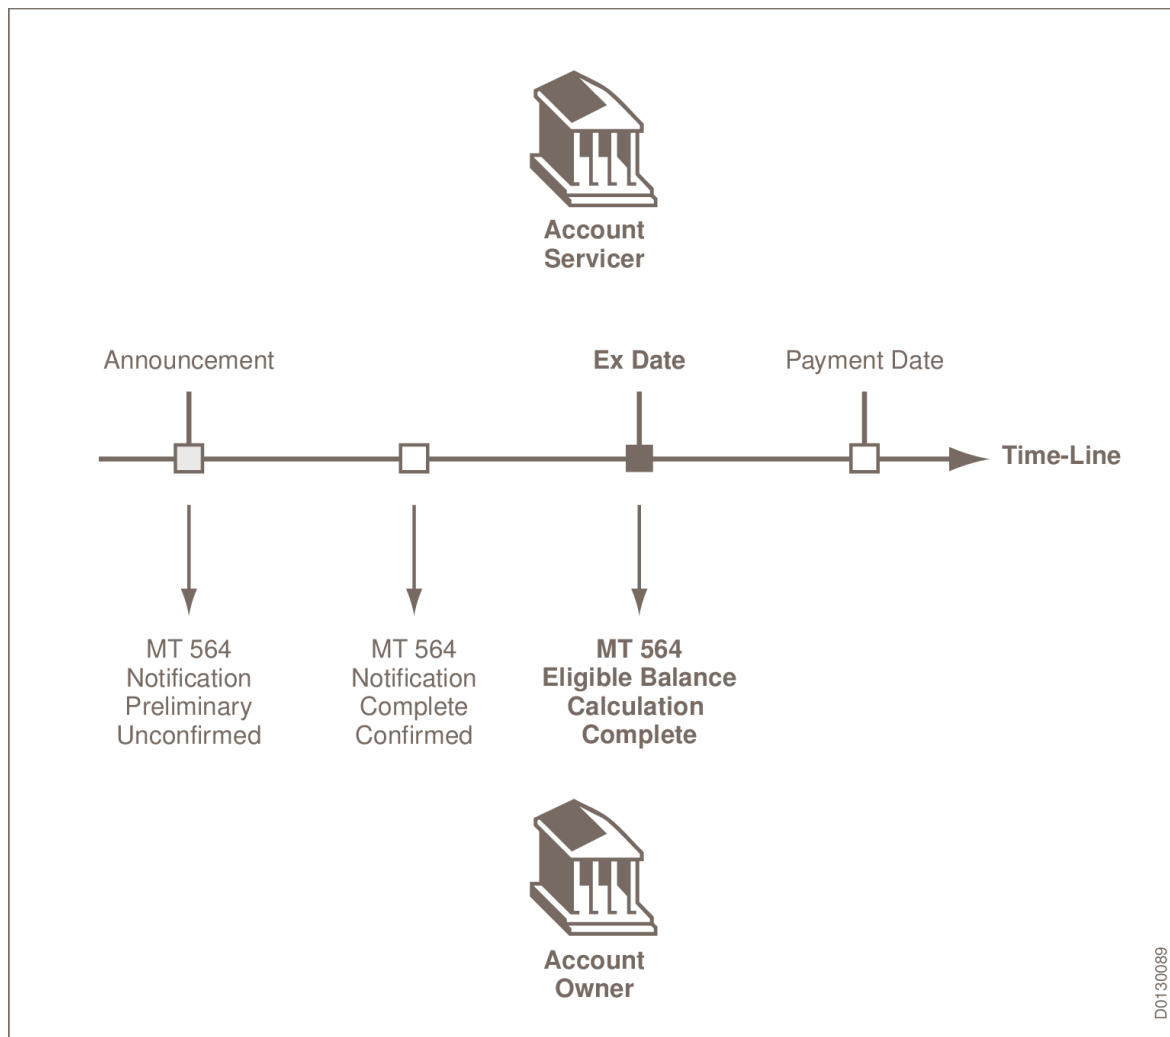 Account
Servicer
Announcement
Ex Date
Payment Date
Time-Line
MT 564
Notification
Preliminary
Unconfirmed
MT 564
Notification
Complete
Confirmed
MT 564
Eligible Balance
Calculation
Complete
Account
Owner
D0130089